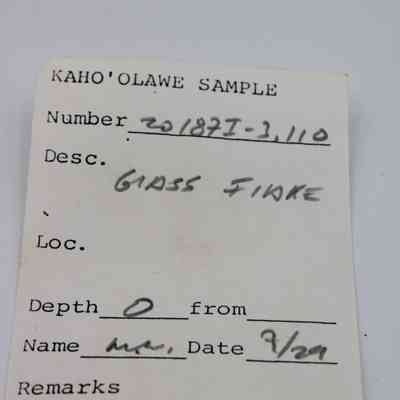 KAHO'OLAWE SAMPLE
Number 20187I-3,110
Desc.
GLASS FLAKE
Loc.
Depth 0 from
Name Date 9/29
Remarks